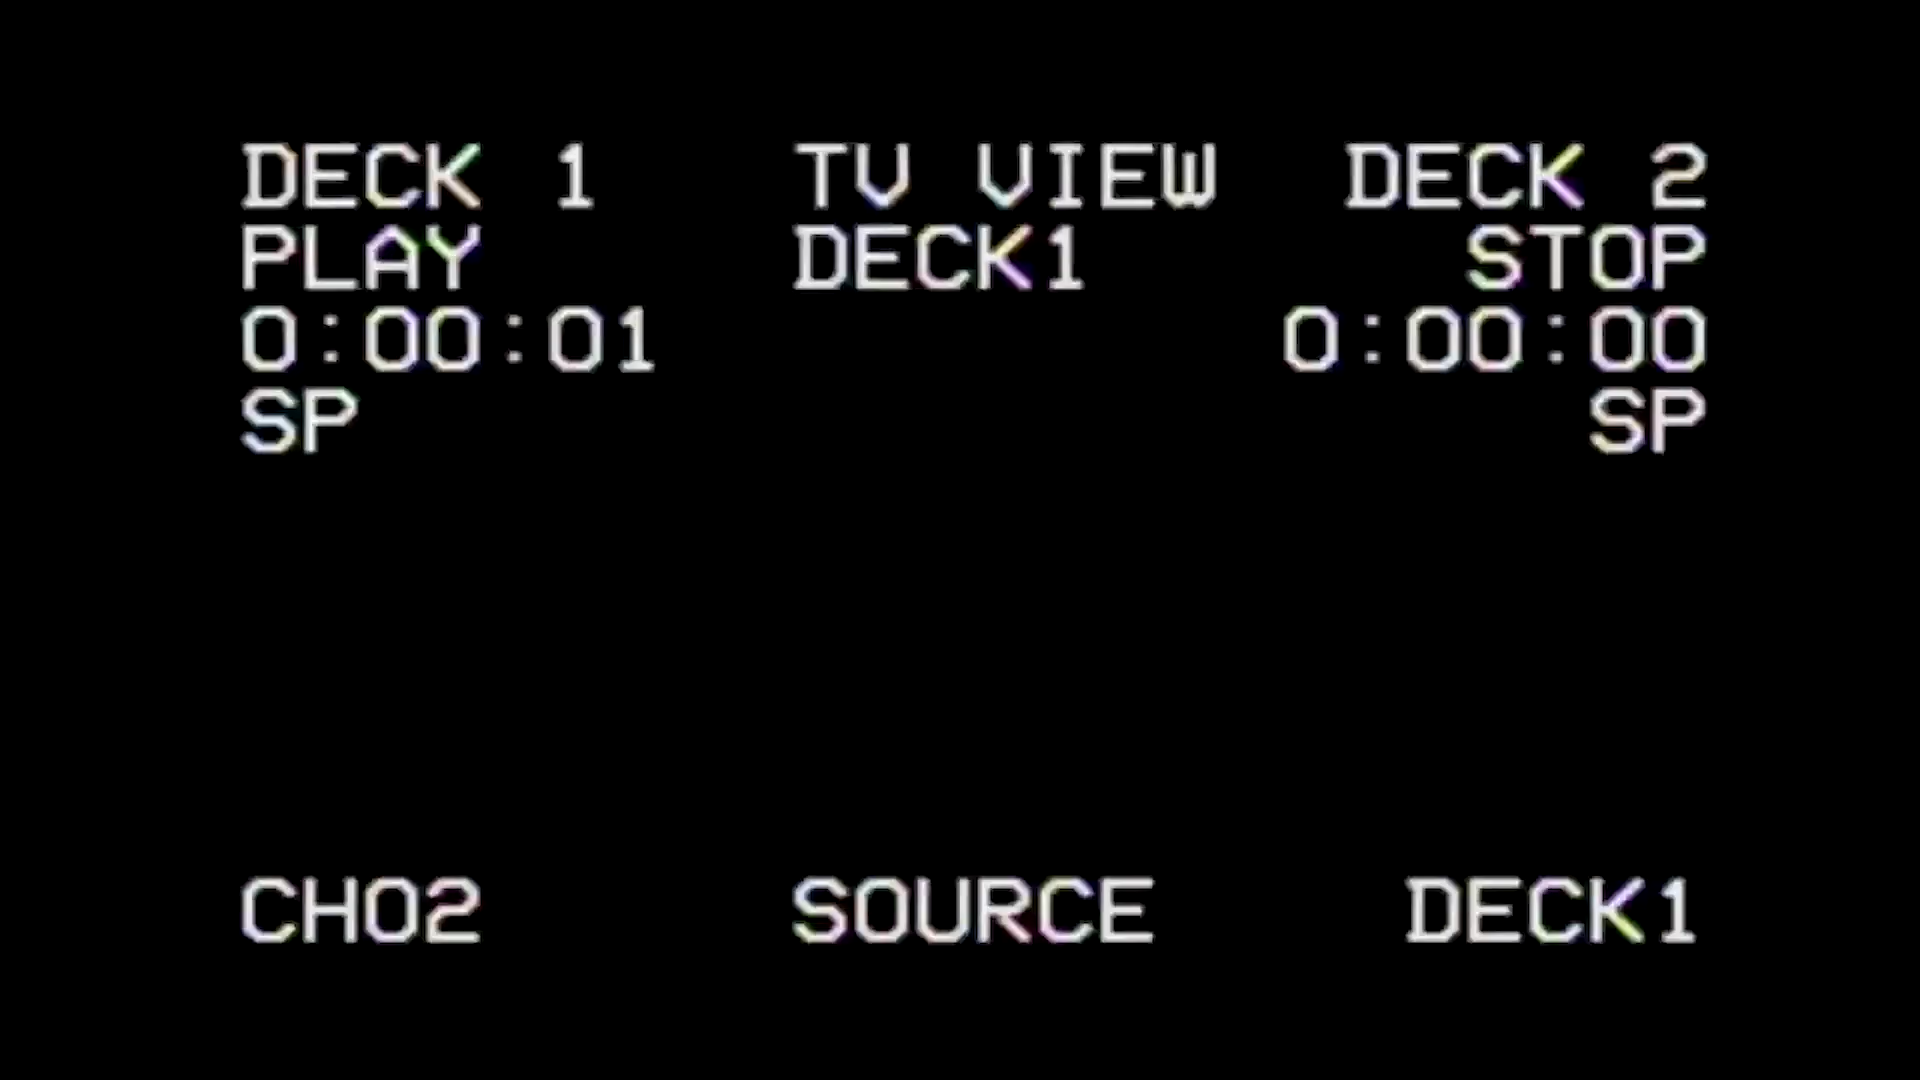 DECK 1 TV VIEW DECK 2
PLAY DECK1 STOP
0:00:01 0:00:00
SP SP
CH02 SOURCE DECK1